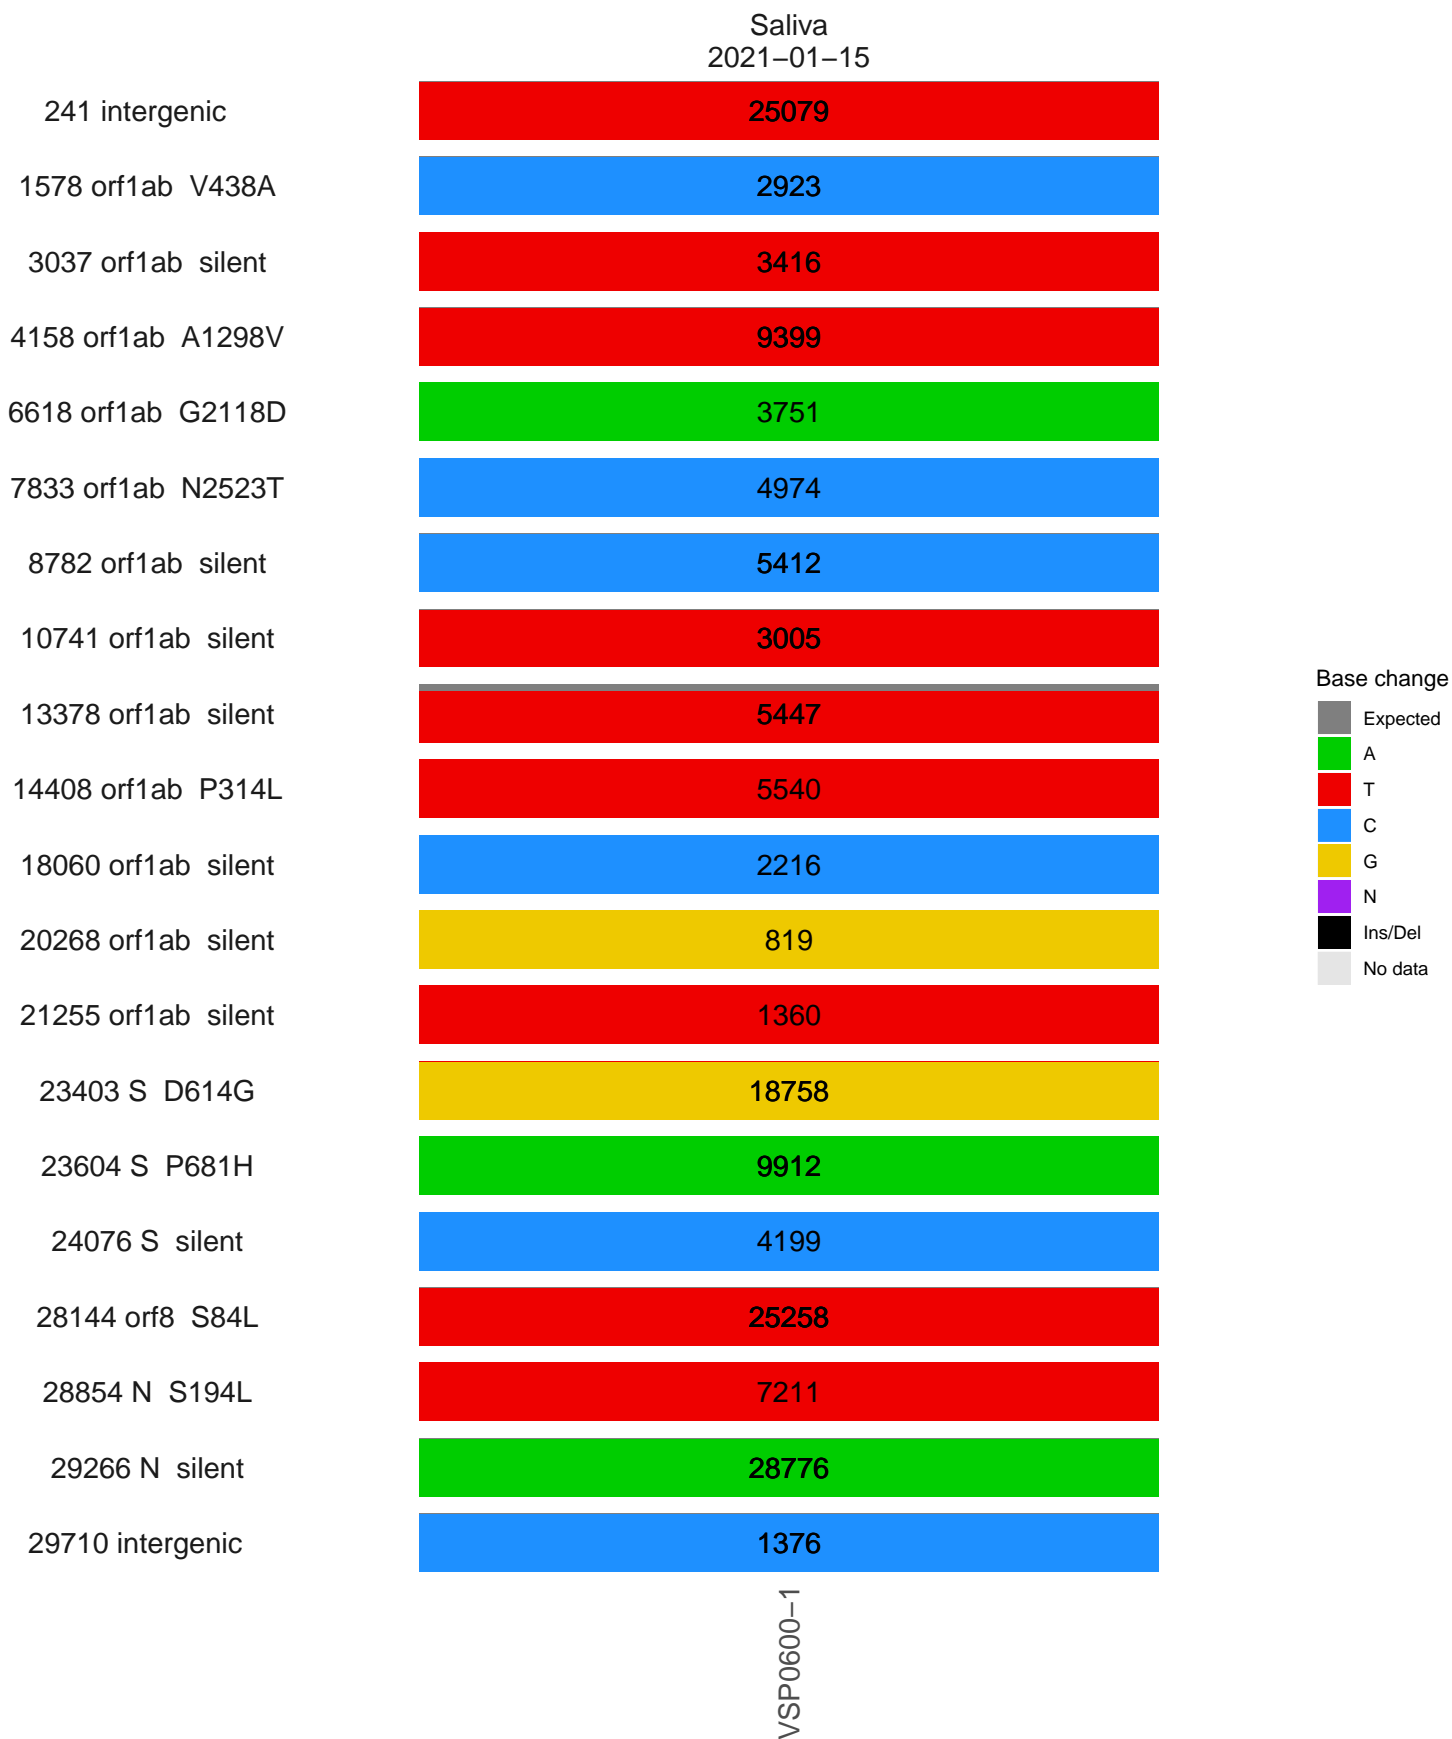 Saliva
2021−01−15
241 intergenic 25079
1578 orf1ab V438A 2923
3037 orf1ab silent 3416
4158 orf1ab A1298V 9399
6618 orf1ab G2118D 3751
7833 orf1ab N2523T 4974
8782 orf1ab silent 5412
10741 orf1ab silent 3005
13378 orf1ab silent 5447
14408 orf1ab P314L 5540
18060 orf1ab silent 2216
20268 orf1ab silent 819
21255 orf1ab silent 1360
23403 S D614G 18758
23604 S P681H 9912
24076 S silent 4199
28144 orf8 S84L 25258
28854 N S194L 7211
29266 N silent 28776
29710 intergenic 1376
VSP0600−1
Base change
Expected
A
T
C
G
N
Ins/Del
No data